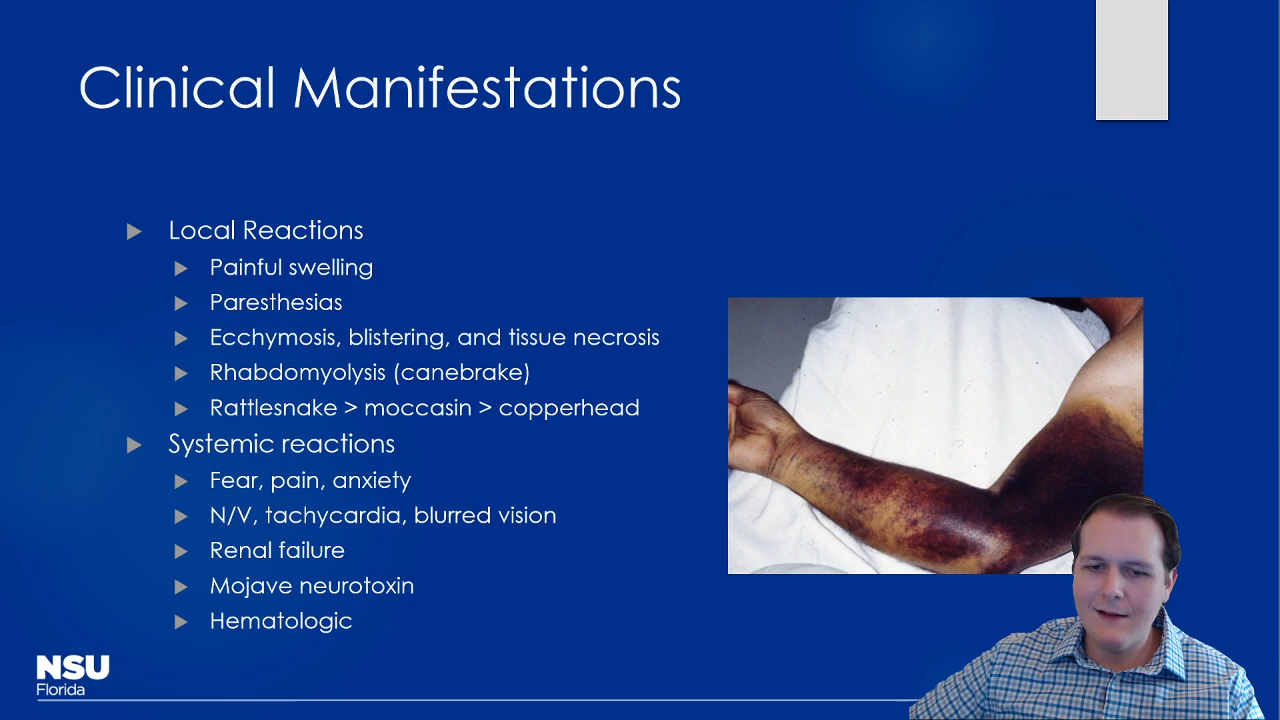 Clinical Manifestations
Local Reactions
Painful swelling
Paresthesias
Ecchymosis, blistering, and tissue necrosis
Rhabdomyolysis (canebrake)
Rattlesnake > moccasin > copperhead
Systemic reactions
Fear, pain, anxiety
N/V, tachycardia, blurred vision
Renal failure
Mojave neurotoxin
Hematologic
NSU
Florida